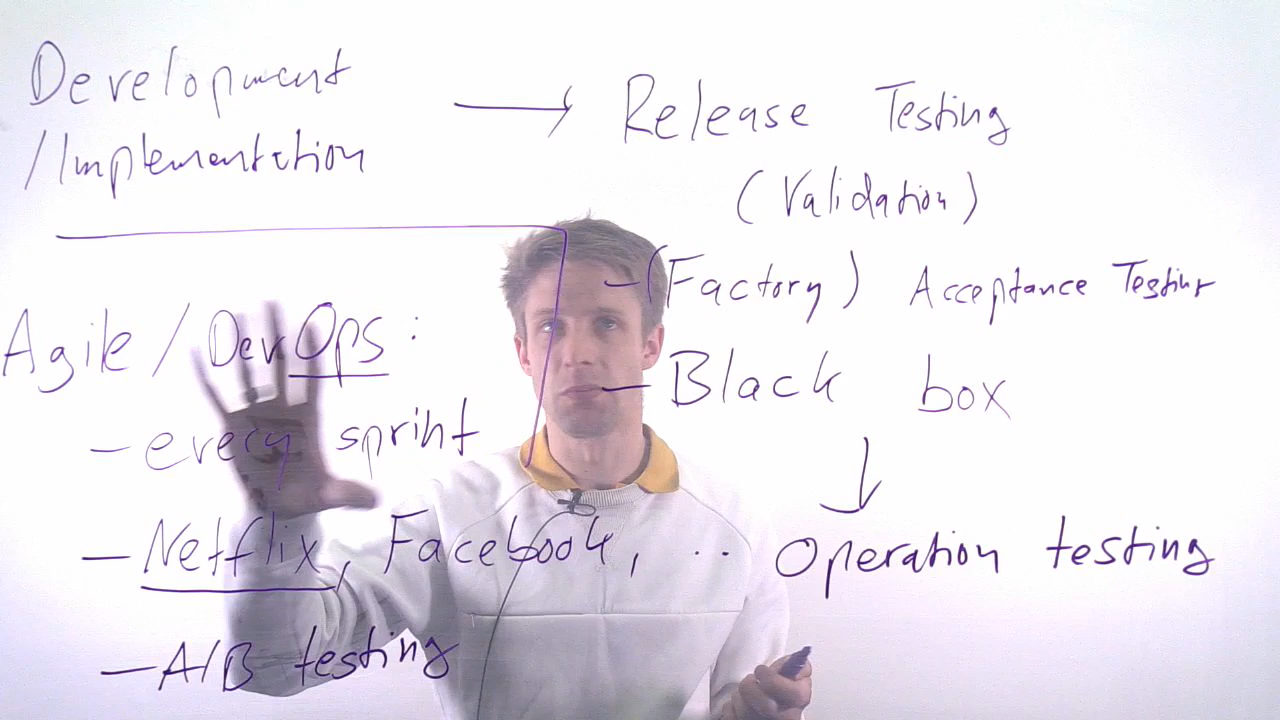 Development
/Implementation
→ Release Testing
(Validation)
- (Factory) Acceptance Testing
- Black box
↓
Operation testing
Agile / DevOps:
- every sprint
- Netflix, Facebook, ..
- A/B testing